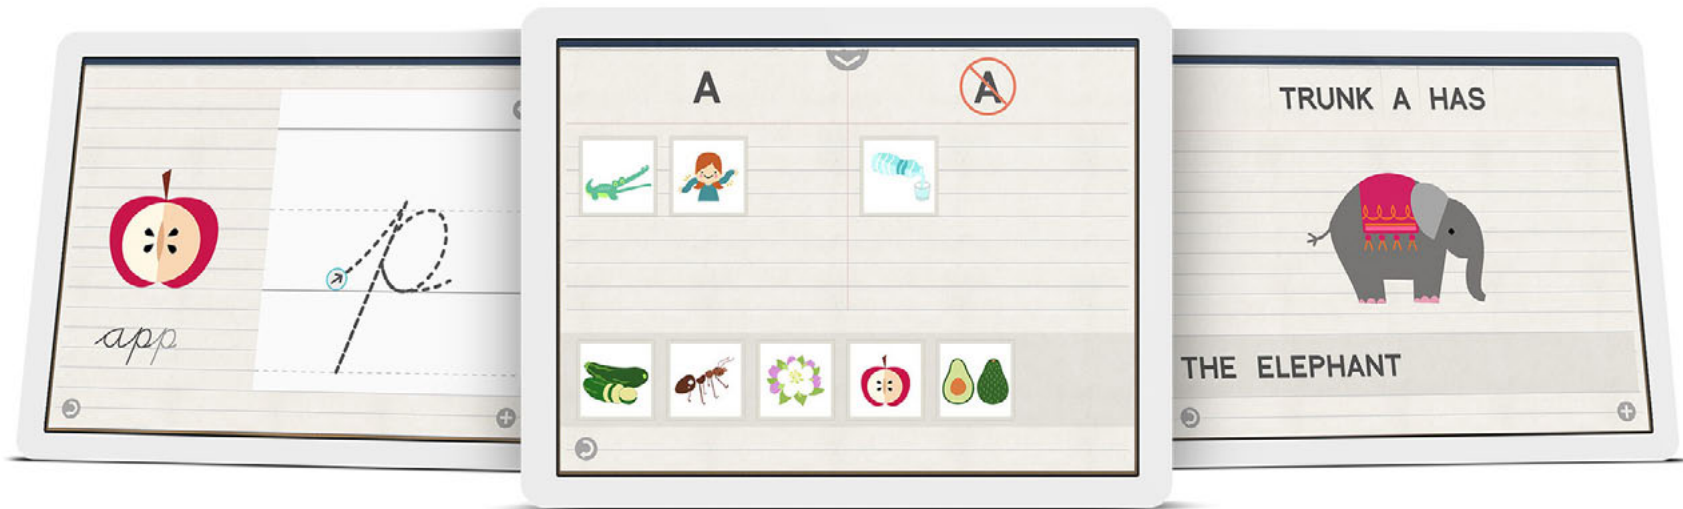 app
p
A
A
TRUNK A HAS
THE ELEPHANT